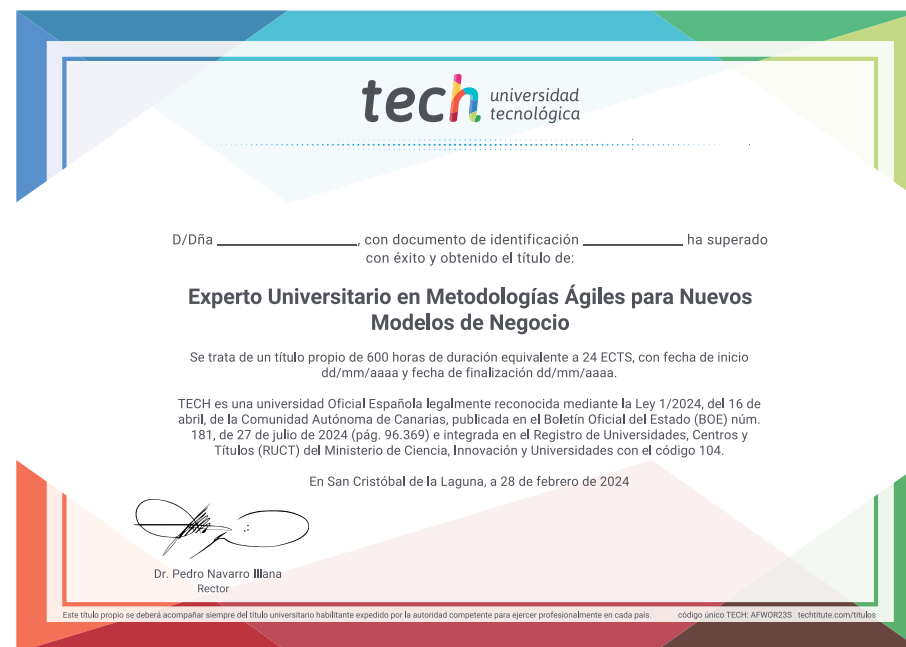 tech universidad
tecnológica
D/Dña ________________, con documento de identificación ____________ ha superado
con éxito y obtenido el título de:
Experto Universitario en Metodologías Ágiles para Nuevos
Modelos de Negocio
Se trata de un título propio de 600 horas de duración equivalente a 24 ECTS, con fecha de inicio
dd/mm/aaaa y fecha de finalización dd/mm/aaaa.
TECH es una universidad Oficial Española legalmente reconocida mediante la Ley 1/2024, del 16 de
abril, de la Comunidad Autónoma de Canarias, publicada en el Boletín Oficial del Estado (BOE) núm.
181, de 27 de julio de 2024 (pág. 96.369) e integrada en el Registro de Universidades, Centros y
Títulos (RUCT) del Ministerio de Ciencia, Innovación y Universidades con el código 104.
En San Cristóbal de la Laguna, a 28 de febrero de 2024
Dr. Pedro Navarro Illana
Rector
Este título propio se deberá acompañar siempre del título universitario habilitante expedido por la autoridad competente para ejercer profesionalmente en cada país. código único TECH: AFWOR23S techtitute.com/titulos